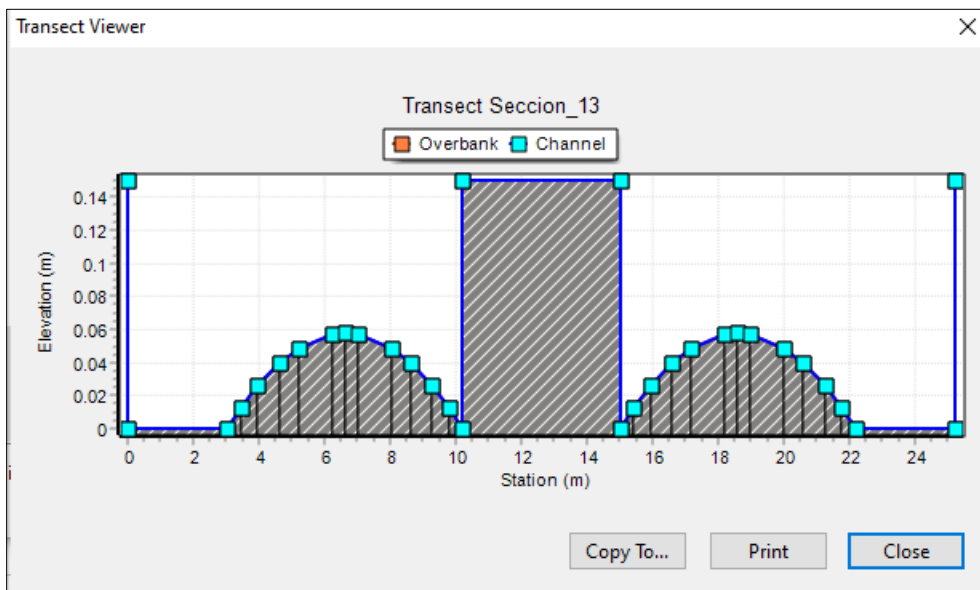 Transect Viewer
Transect Seccion_13
Overbank Channel
Elevation (m)
0.14
0.12
0.1
0.08
0.06
0.04
0.02
0
0 2 4 6 8 10 12 14 16 18 20 22 24
Station (m)
i
Copy To... Print Close